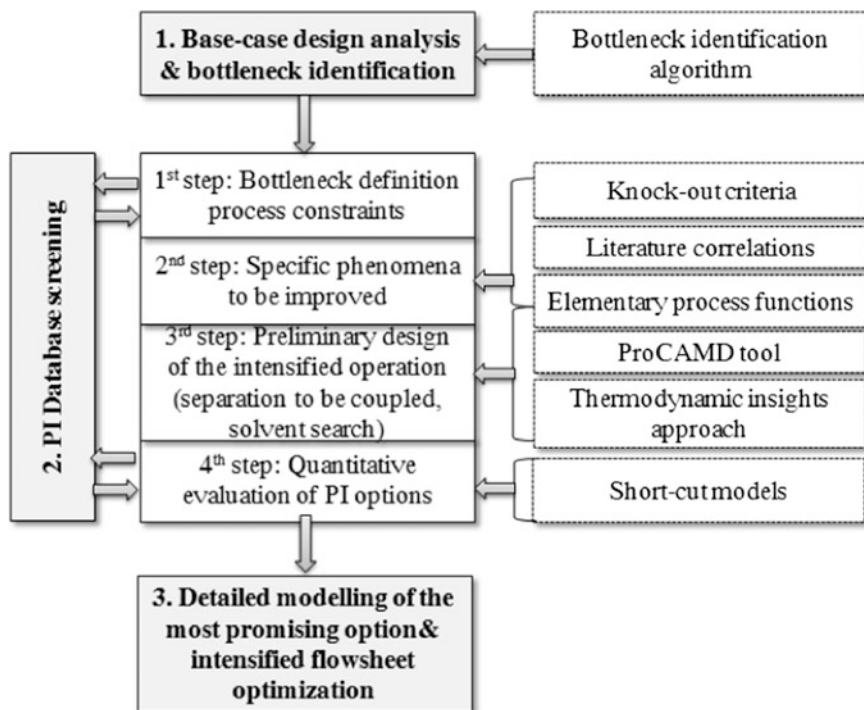 1. Base-case design analysis
& bottleneck identification
Bottleneck identification
algorithm
2. PI Database screening
1st step: Bottleneck definition
process constraints
2nd step: Specific phenomena
to be improved
3rd step: Preliminary design
of the intensified operation
(separation to be coupled,
solvent search)
4th step: Quantitative
evaluation of PI options
Knock-out criteria
Literature correlations
Elementary process functions
ProCAMD tool
Thermodynamic insights
approach
Short-cut models
3. Detailed modelling of the
most promising option&
intensified flowsheet
optimization